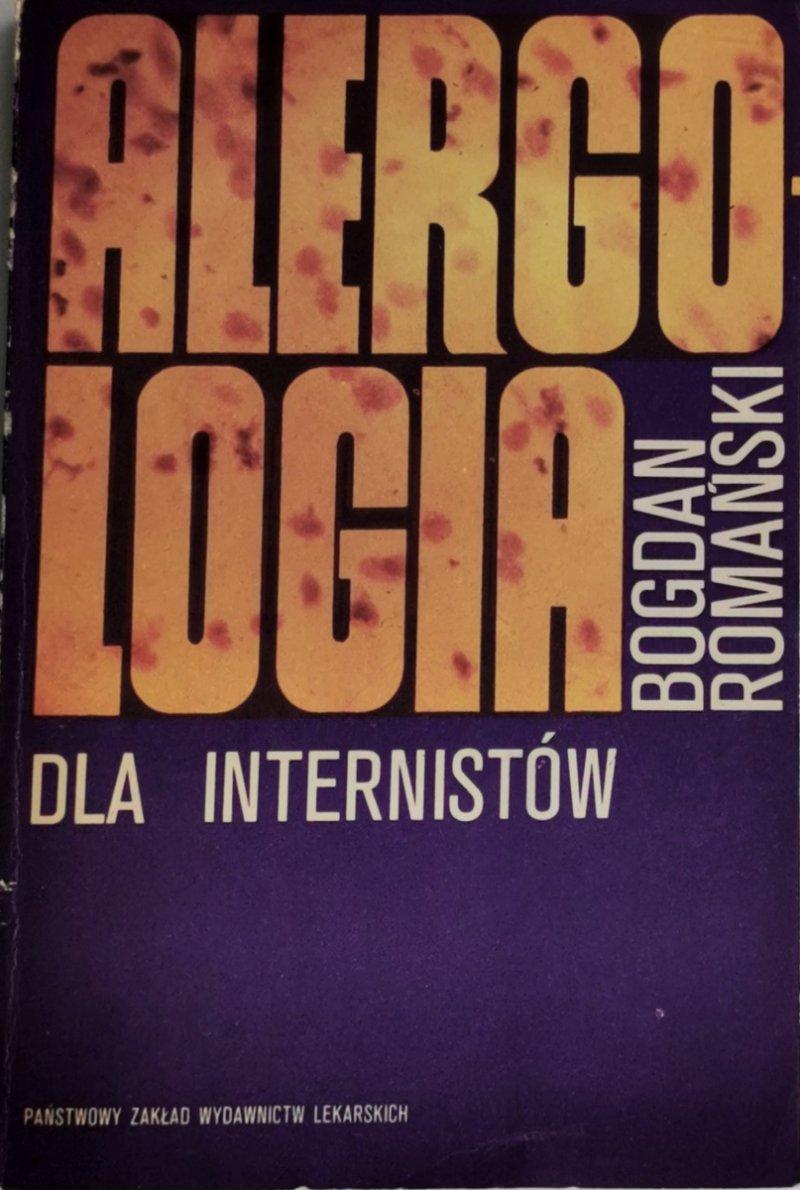 ALERGO-
LOGIA
BOGDAN
ROMAŃSKI
DLA INTERNISTÓW
PAŃSTWOWY ZAKŁAD WYDAWNICTW LEKARSKICH